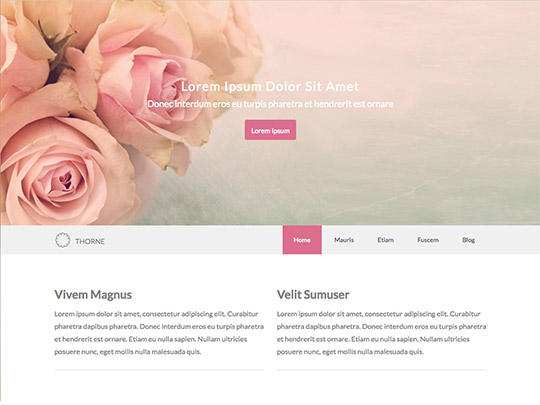 Lorem Ipsum Dolor Sit Amet
Donec interdum eros eu turpis pharetra et hendrerit est ornare
Lorem Ipsum
THORNE
Home Mauris Etiam Fuscem Blog
Vivem Magnus
Lorem ipsum dolor sit amet, consectetur adipiscing elit. Curabitur
pharetra dapibus pharetra. Donec interdum eros eu turpis pharetra et
hendrerit est ornare. Etiam eu nulla sapien. Nullam velit ultricies
posuere nunc, eget mollis nulla malesuada quis.
Velit Sumuser
Lorem ipsum dolor sit amet, consectetur adipiscing elit. Curabitur
pharetra dapibus pharetra. Donec interdum eros eu turpis pharetra et
hendrerit est ornare. Etiam eu nulla sapien. Nullam velit ultricies
posuere nunc, eget mollis nulla malesuada quis.